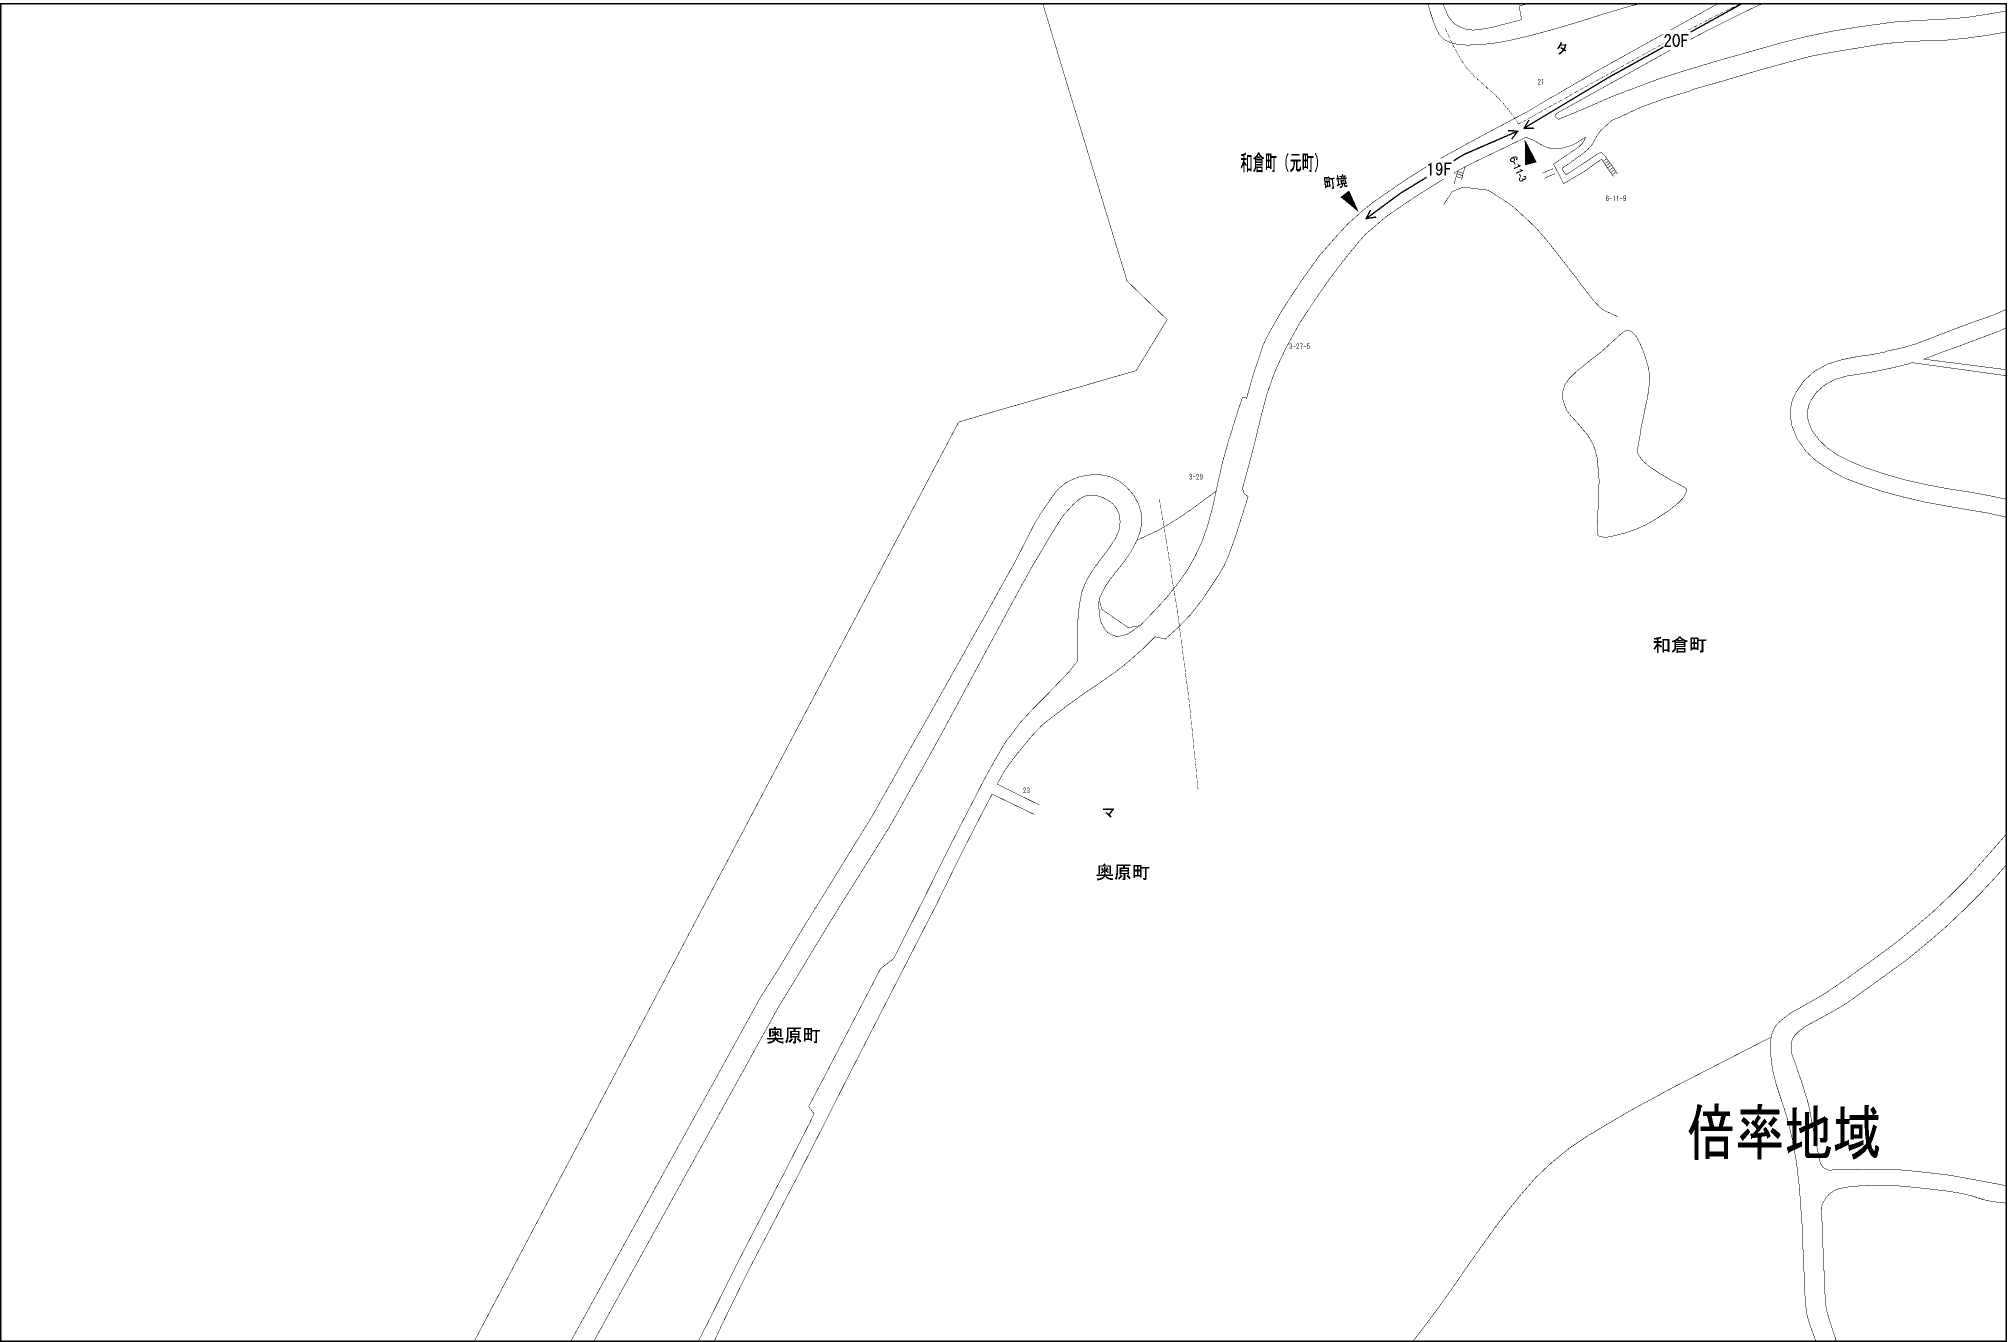 20F
タ
21
和倉町（元町）
町境
19F
6-11-3
6-11-9
3-27-5
3-29
和倉町
23
マ
奥原町
奥原町
倍率地域